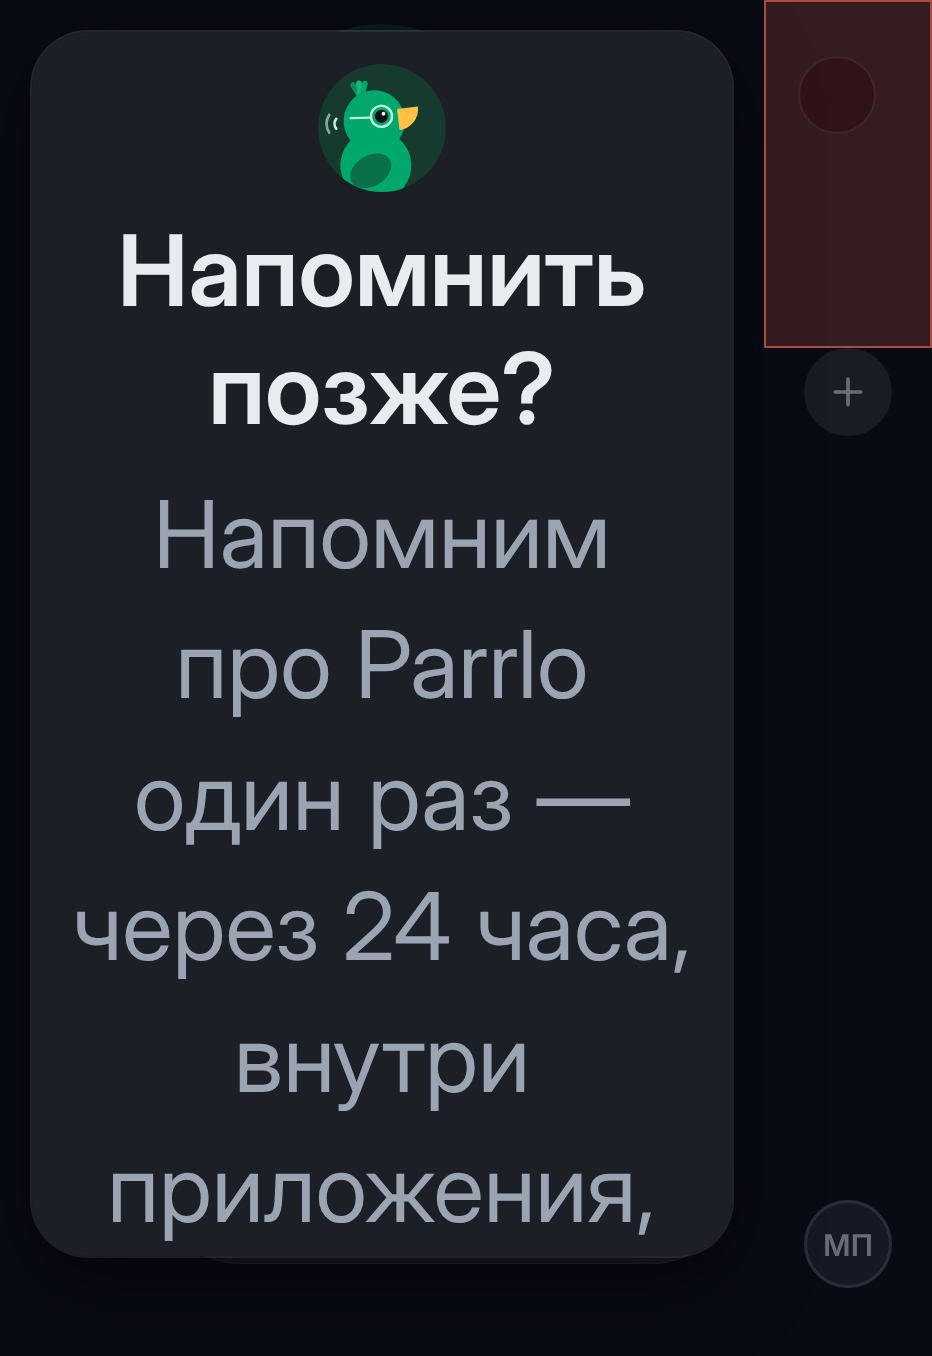 Напомнить
позже?
Напомним
про Parrlo
один раз —
через 24 часа,
внутри
приложения,
МП